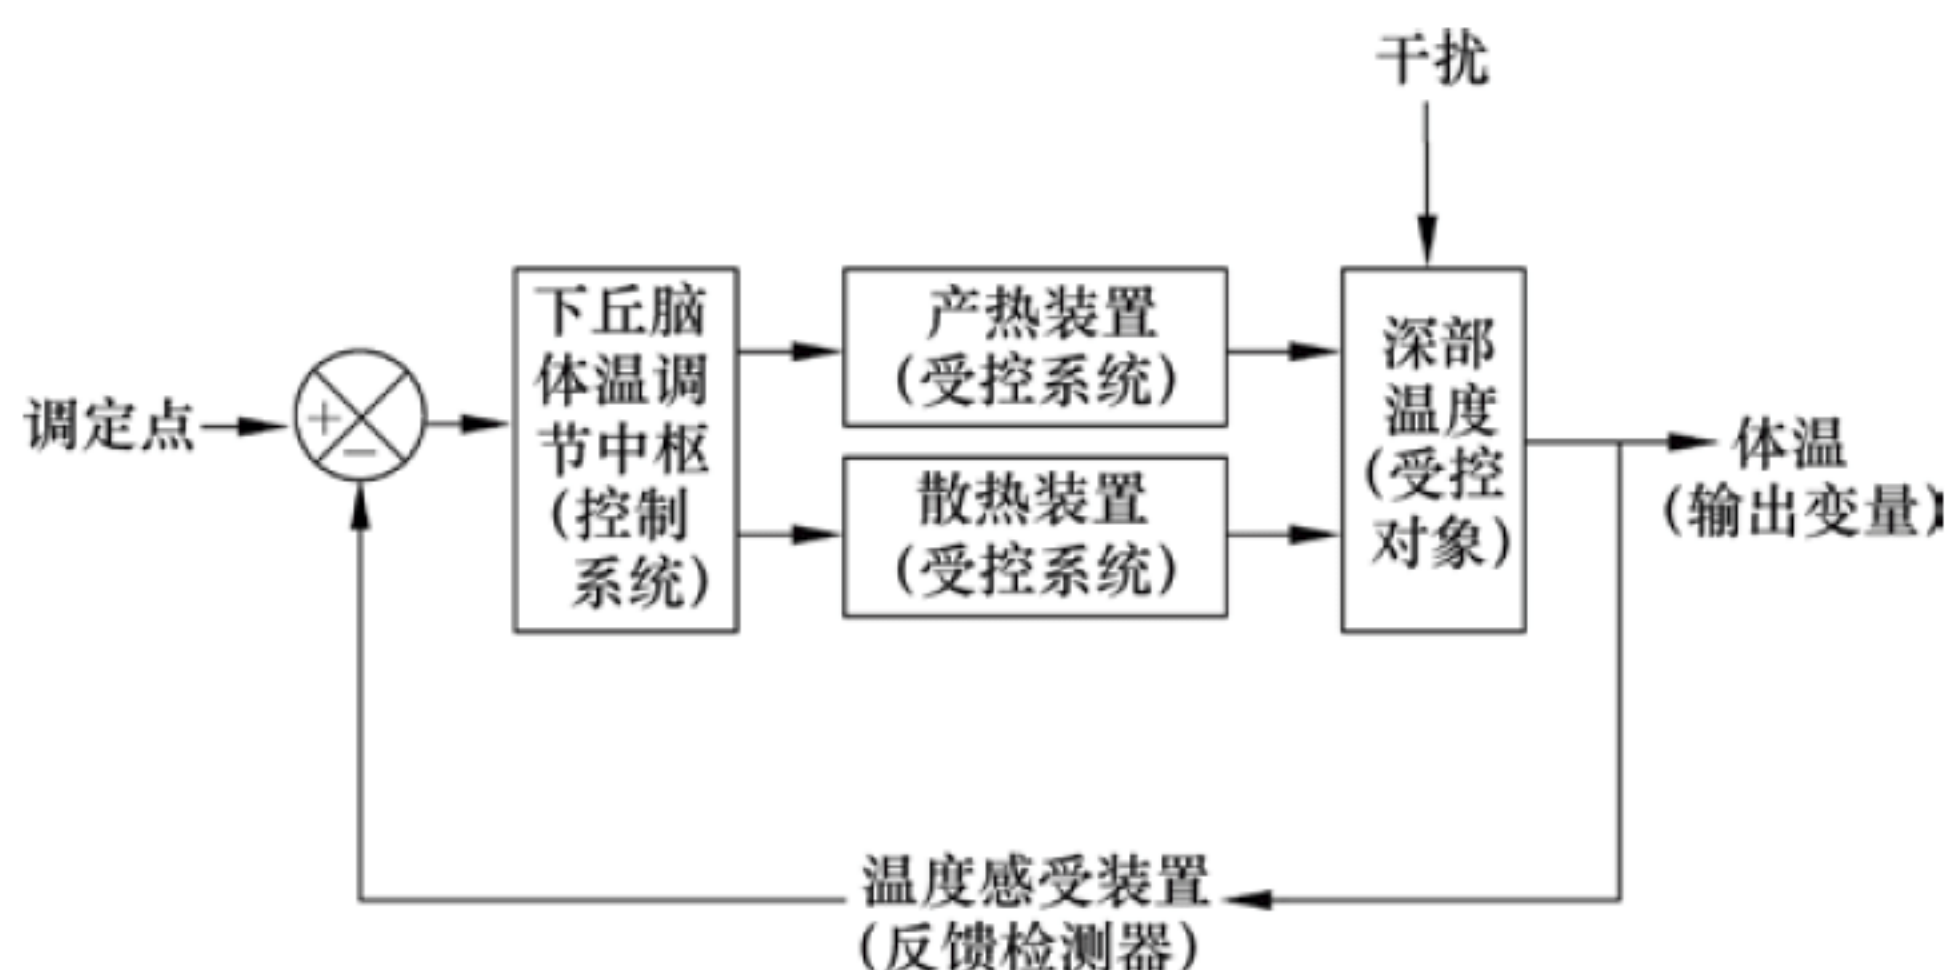 干扰
调定点
+
−
下丘脑
体温调
节中枢
(控制
系统)
产热装置
(受控系统)
散热装置
(受控系统)
深部
温度
(受控
对象)
体温
(输出变量)
温度感受装置
(反馈检测器)